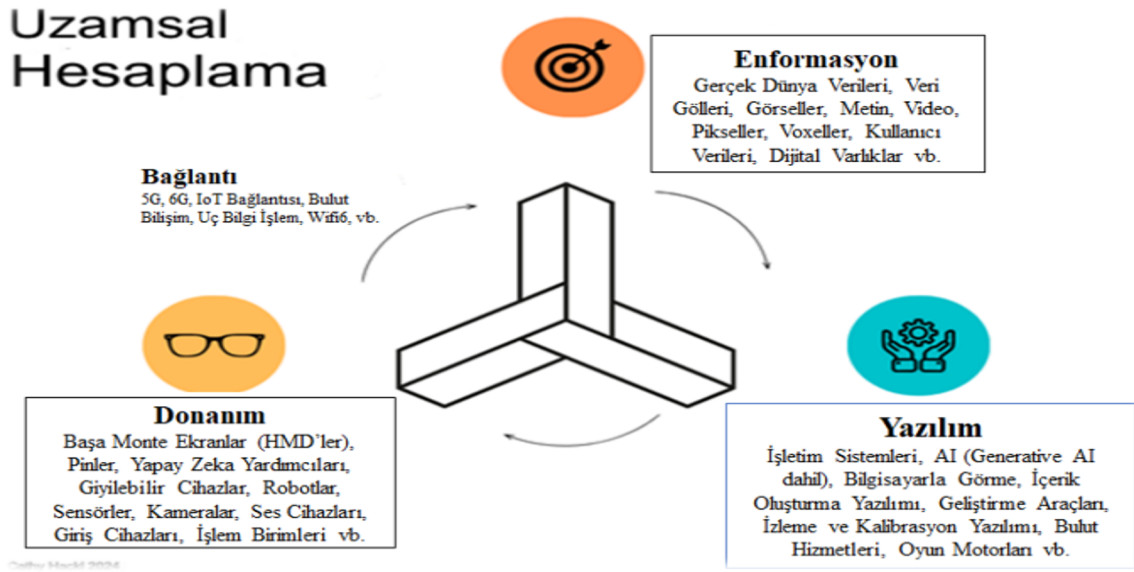 Uzamsal
Hesaplama
Enformasyon
Gerçek Dünya Verileri, Veri
Gölleri, Görseller, Metin, Video,
Pikseller, Voxeller, Kullanıcı
Verileri, Dijital Varlıklar vb.
Bağlantı
5G, 6G, IoT Bağlantısı, Bulut
Bilişim, Uç Bilgi İşlem, Wifi6, vb.
Donanım
Başa Monte Ekranlar (HMD'ler),
Pinler, Yapay Zeka Yardımcıları,
Giyilebilir Cihazlar, Robotlar,
Sensörler, Kameralar, Ses Cihazları,
Giriş Cihazları, İşlem Birimleri vb.
Yazılım
İşletim Sistemleri, AI (Generative AI
dahil), Bilgisayarla Görme, İçerik
Oluşturma Yazılımı, Geliştirme Araçları,
İzleme ve Kalibrasyon Yazılımı, Bulut
Hizmetleri, Oyun Motorları vb.